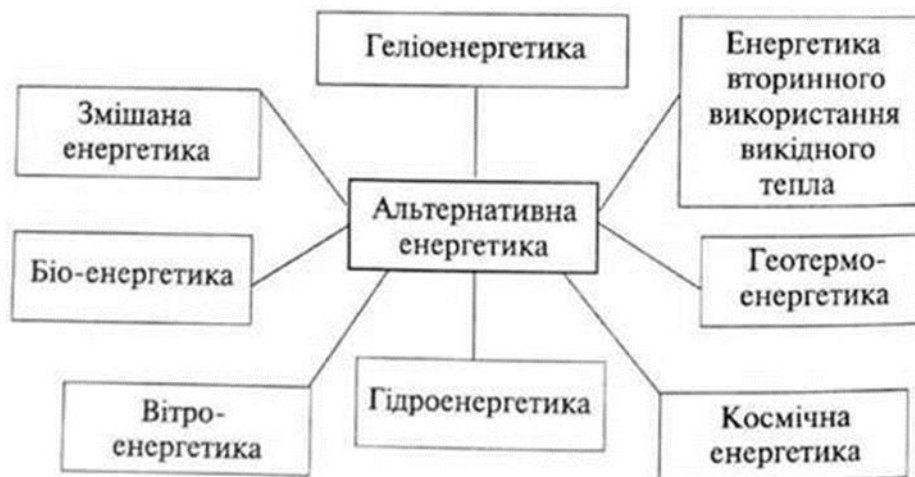 Геліоенергетика
Енергетика
вторинного
використання
викідного
тепла
Змішана
енергетика
Альтернативна
енергетика
Біо-енергетика
Геотермо-
енергетика
Вітро-
енергетика
Гідроенергетика
Космічна
енергетика